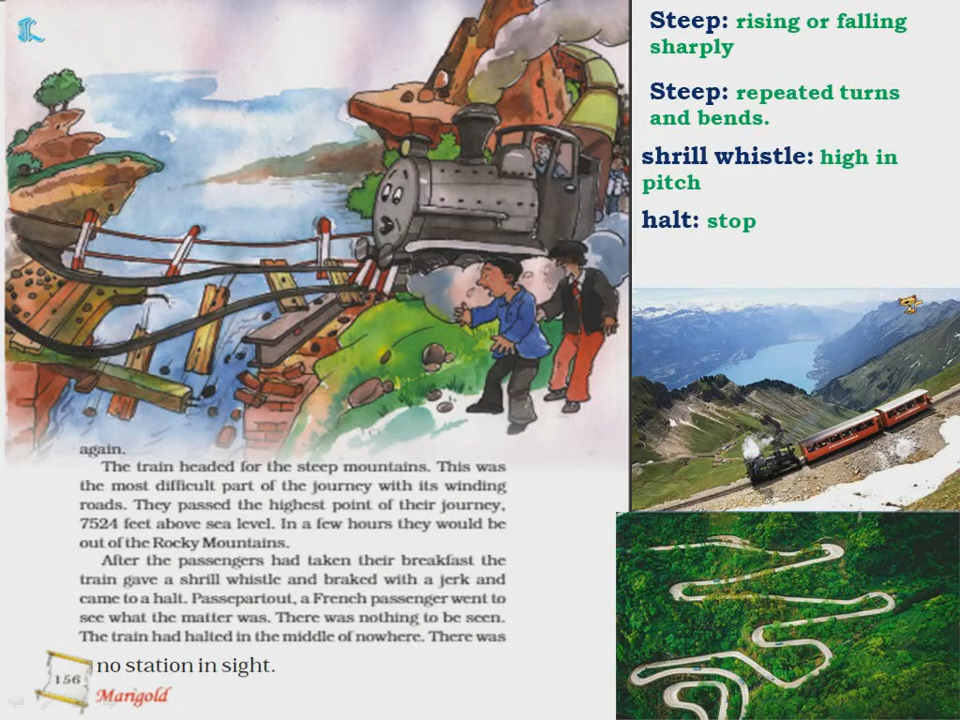 Steep: rising or falling
sharply
Steep: repeated turns
and bends.
shrill whistle: high in
pitch
halt: stop
again.
The train headed for the steep mountains. This was
the most difficult part of the journey with its winding
roads. They passed the highest point of their journey,
7524 feet above sea level. In a few hours they would be
out of the Rocky Mountains.
After the passengers had taken their breakfast the
train gave a shrill whistle and braked with a jerk and
came to a halt. Passepartout, a French passenger went to
see what the matter was. There was nothing to be seen.
The train had halted in the middle of nowhere. There was
no station in sight.
156
Marigold